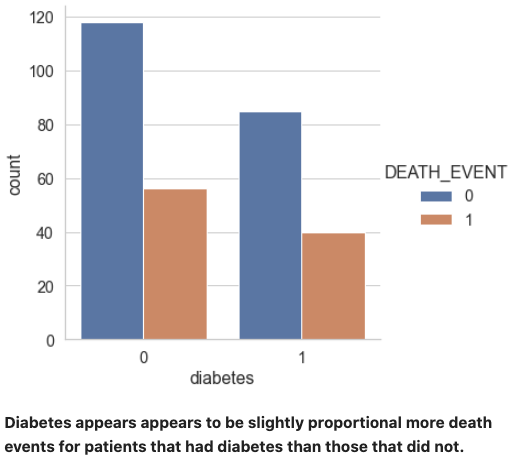 120
100
80
60
40
20
0
count
0 1
diabetes
DEATH_EVENT
0
1
Diabetes appears appears to be slightly proportional more death
events for patients that had diabetes than those that did not.